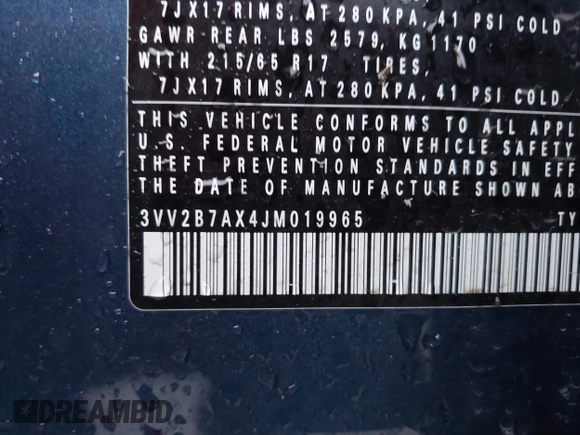 7JX17 RIMS, AT 280 KPA, 41 PSI COLD
GAWR REAR LBS 2579, KG 1170
WITH 215/65 R17 TIRES,
7JX17 RIMS, AT 280 KPA, 41 PSI COLD
THIS VEHICLE CONFORMS TO ALL APPL
U.S. FEDERAL MOTOR VEHICLE SAFETY
THEFT PREVENTION STANDARDS IN EFF
THE DATE OF MANUFACTURE SHOWN AB
3VV2B7AX4JM019965 TY
DREAMBID